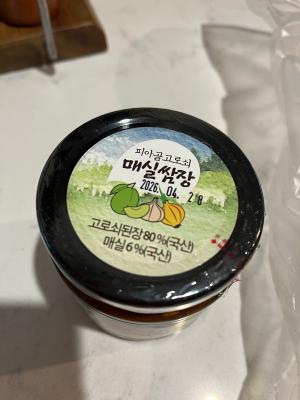 피아골고로쇠
매실쌈장
2026. 04. 28
고로쇠된장 80%(국산)
매실 6%(국산)